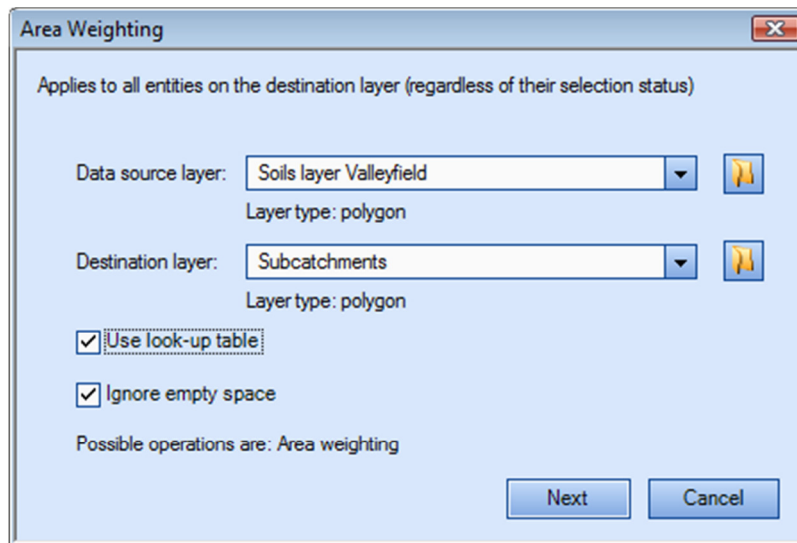 Area Weighting
Applies to all entities on the destination layer (regardless of their selection status)
Data source layer: Soils layer Valleyfield
Layer type: polygon
Destination layer: Subcatchments
Layer type: polygon
Use look-up table
Ignore empty space
Possible operations are: Area weighting
Next Cancel